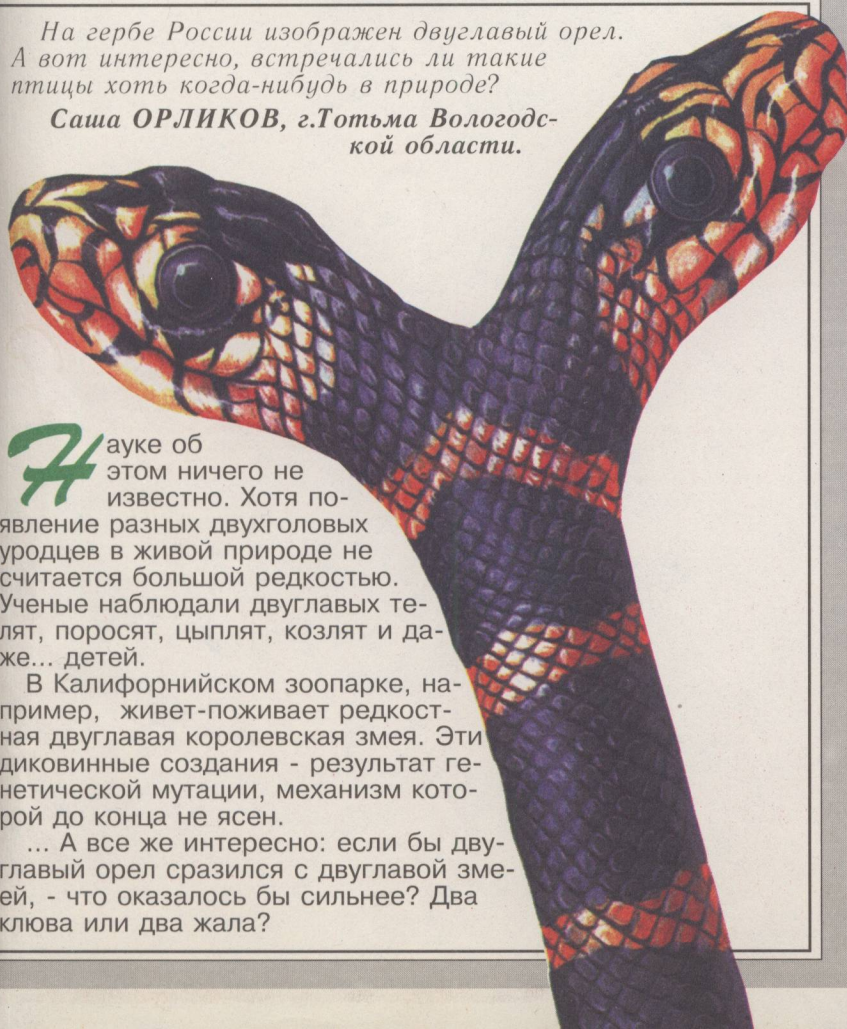 На гербе России изображен двуглавый орел.
А вот интересно, встречались ли такие
птицы хоть когда-нибудь в природе?
Саша ОРЛИКОВ, г.Тотьма Вологодс-
кой области.
Науке об
этом ничего не
известно. Хотя по-
явление разных двухголовых
уродцев в живой природе не
считается большой редкостью.
Ученые наблюдали двуглавых те-
лят, поросят, цыплят, козлят и да-
же... детей.
В Калифорнийском зоопарке, на-
пример, живет-поживает редкост-
ная двуглавая королевская змея. Эти
диковинные создания - результат ге-
нетической мутации, механизм кото-
рой до конца не ясен.
... А все же интересно: если бы дву-
главый орел сразился с двуглавой зме-
ей, - что оказалось бы сильнее? Два
клюва или два жала?